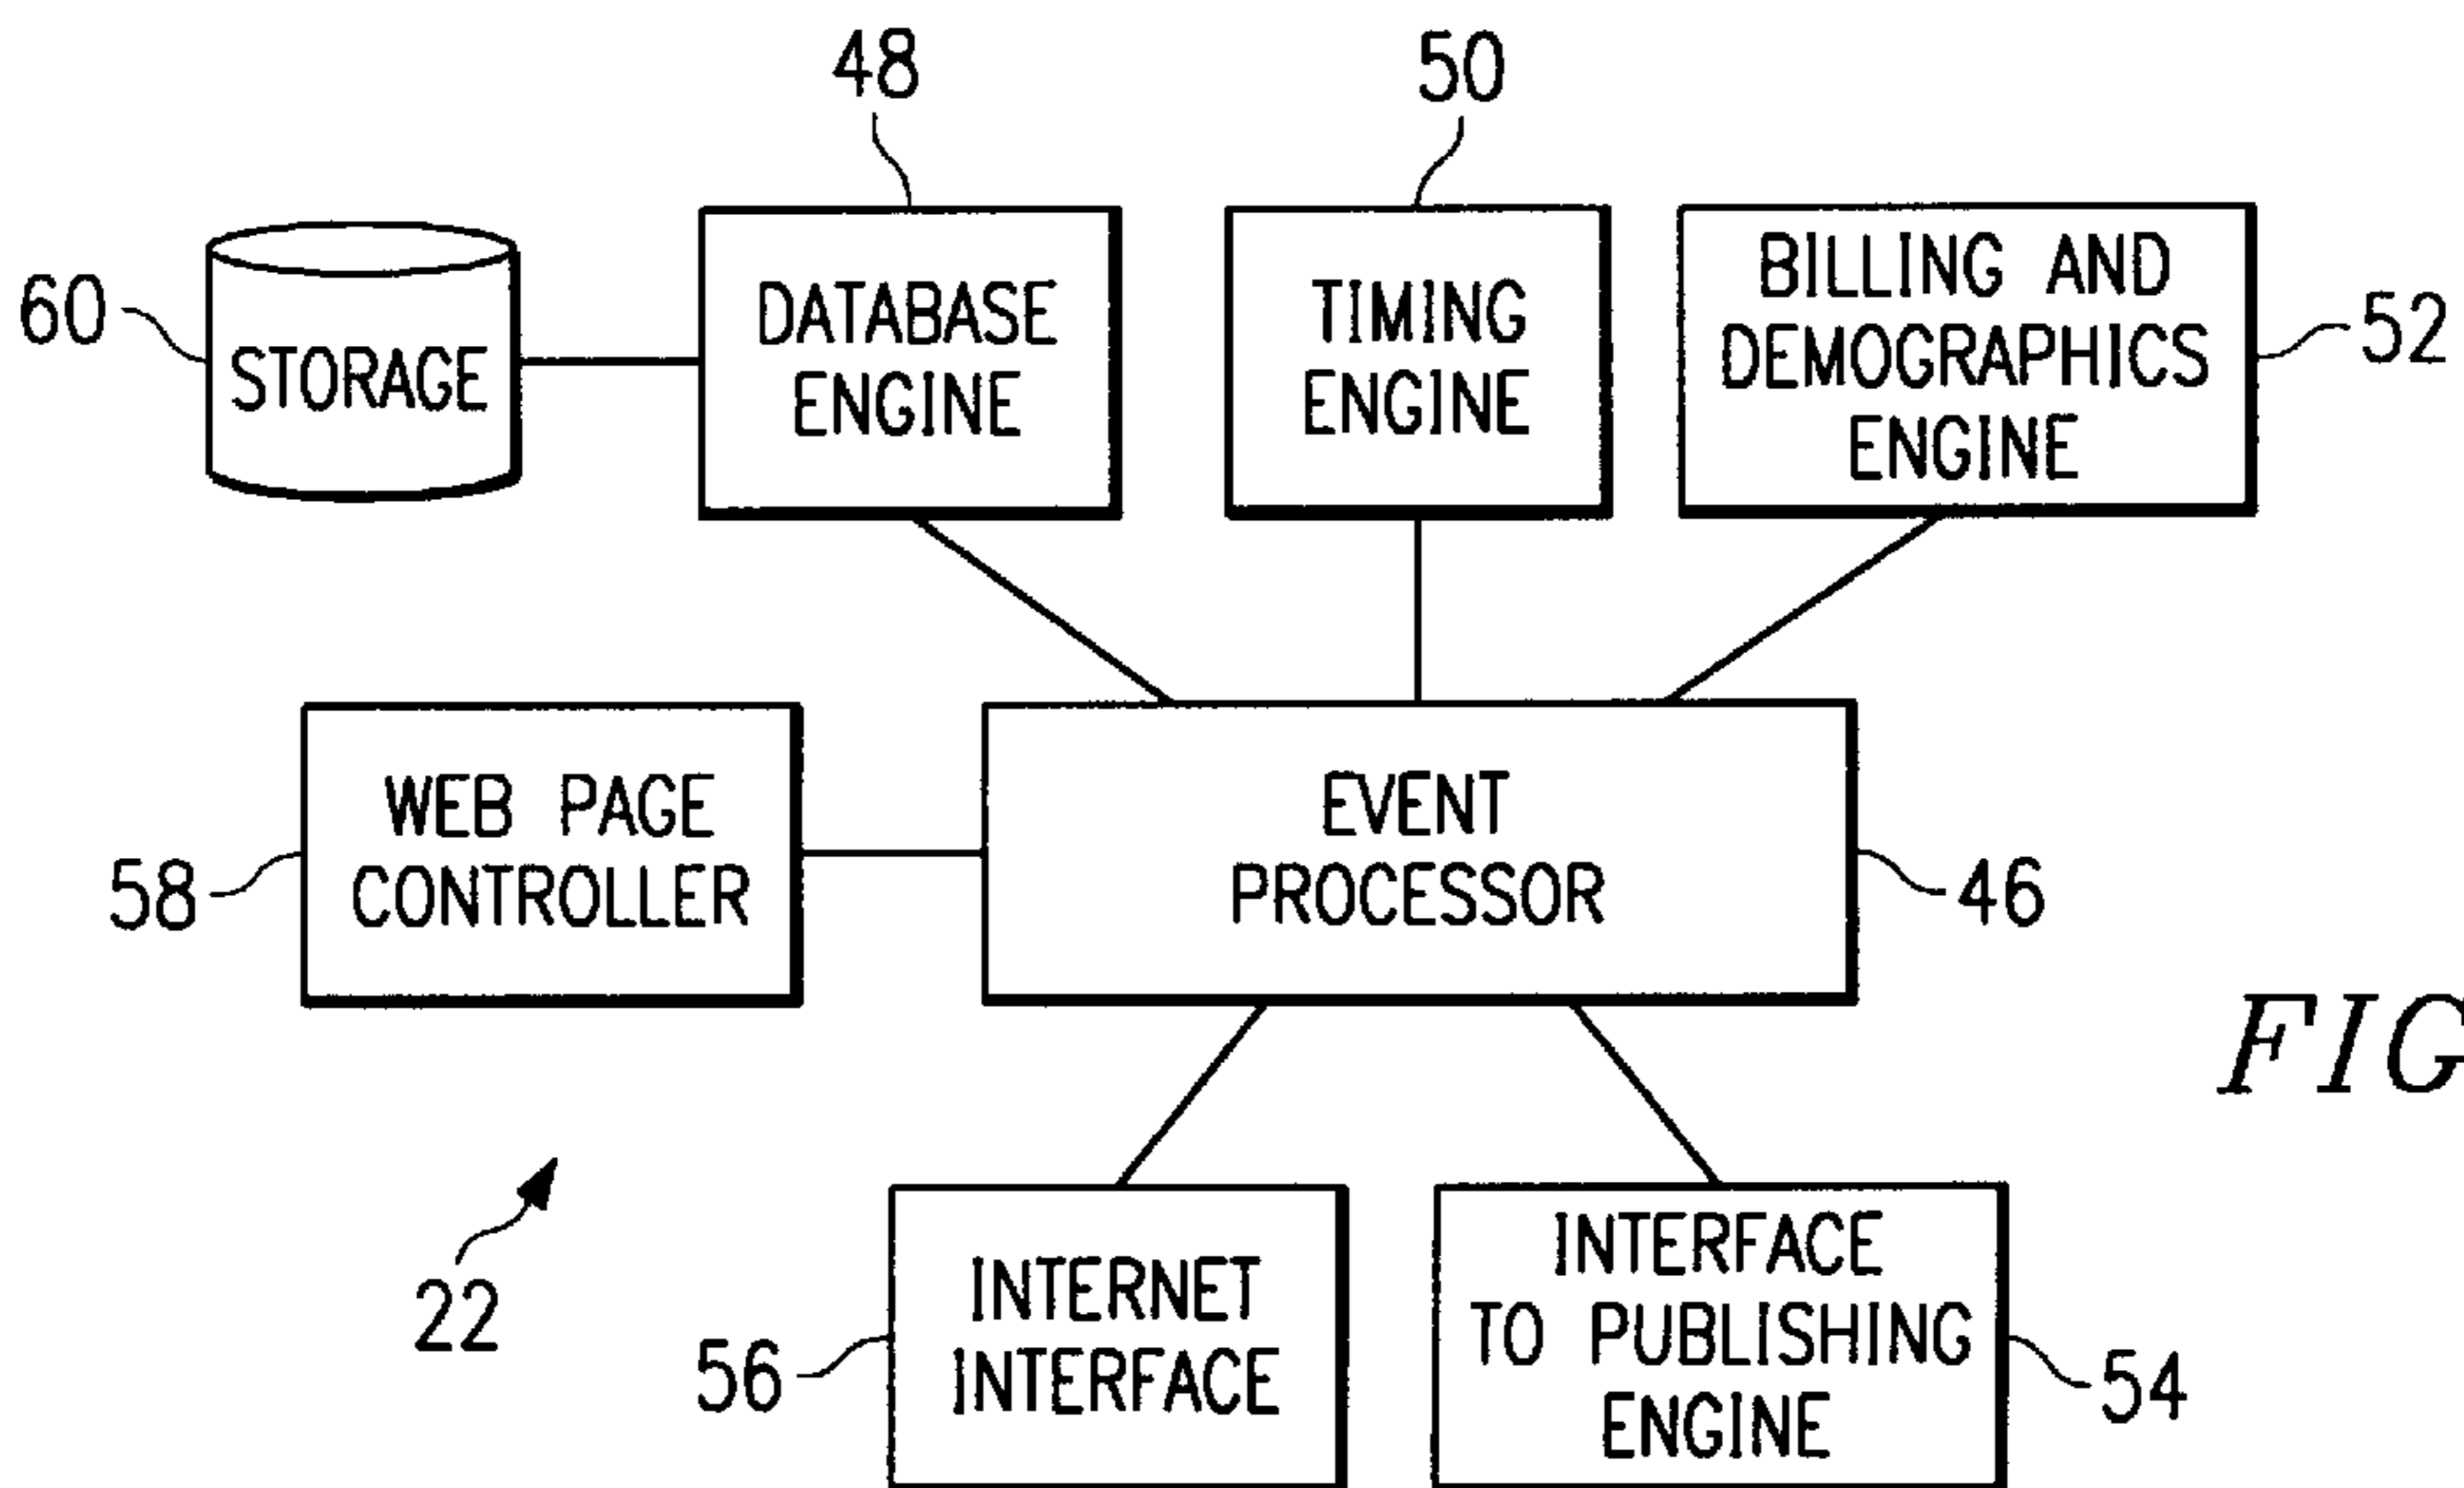 48
50
60
STORAGE
DATABASE
ENGINE
TIMING
ENGINE
BILLING AND
DEMOGRAPHICS
ENGINE
52
58
WEB PAGE
CONTROLLER
EVENT
PROCESSOR
46
FIG
22
56
INTERNET
INTERFACE
INTERFACE
TO PUBLISHING
ENGINE
54